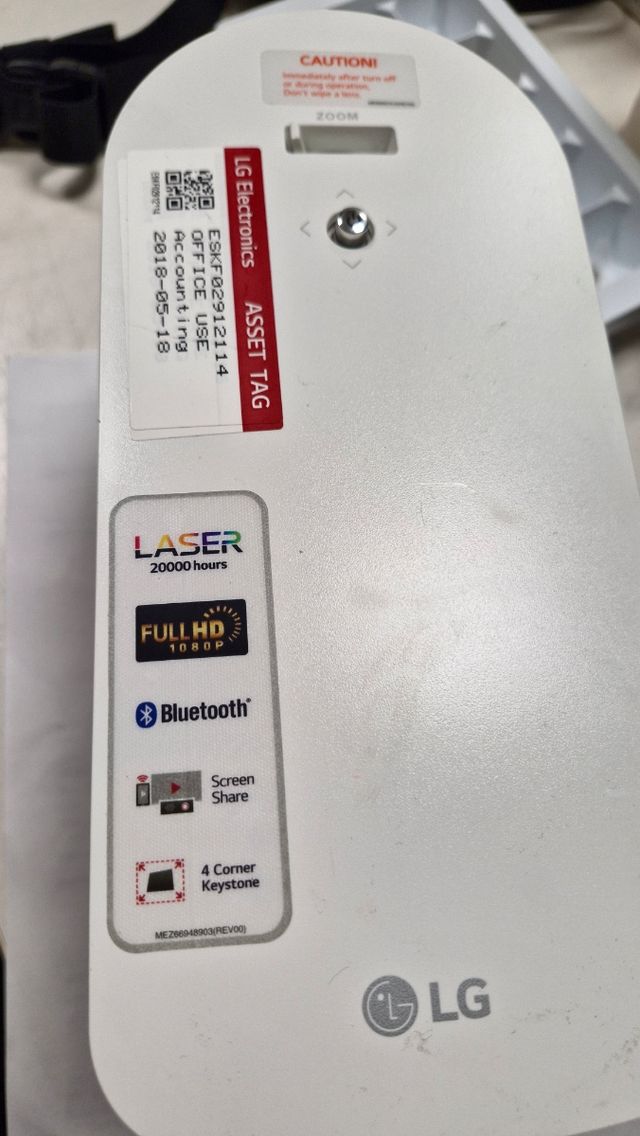 CAUTION!
Immediately after turn off
or during operation,
Don't wipe a lens.
ZOOM
LG Electronics ASSET TAG
ESKF02912114
OFFICE USE
Accounting
2018-05-18
LASER
20000 hours
FULL HD
1080P
Bluetooth®
Screen
Share
4 Corner
Keystone
MEZ66948903(REV00)
LG